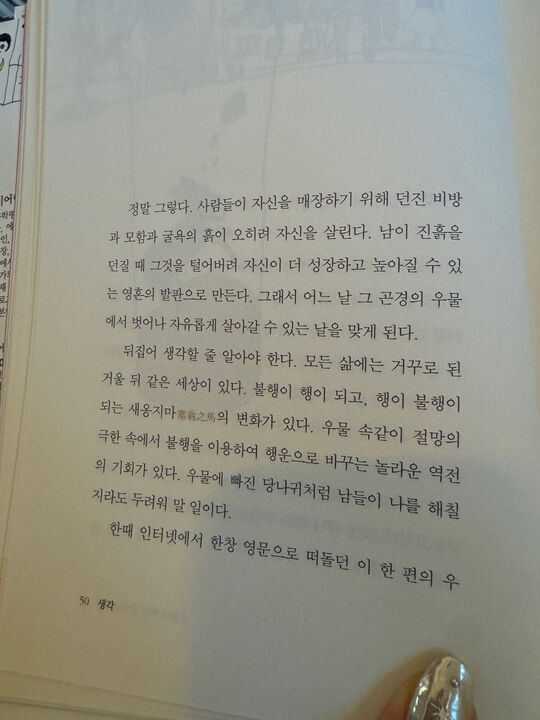 정말 그렇다. 사람들이 자신을 매장하기 위해 던진 비방
과 모함과 굴욕의 흙이 오히려 자신을 살린다. 남이 진흙을
던질 때 그것을 털어버려 자신이 더 성장하고 높아질 수 있
는 영혼의 발판으로 만든다. 그래서 어느 날 그 곤경의 우물
에서 벗어나 자유롭게 살아갈 수 있는 날을 맞게 된다.
뒤집어 생각할 줄 알아야 한다. 모든 삶에는 거꾸로 된
거울 뒤 같은 세상이 있다. 불행이 행이 되고, 행이 불행이
되는 새옹지마塞翁之馬의 변화가 있다. 우물 속같이 절망의
극한 속에서 불행을 이용하여 행운으로 바꾸는 놀라운 역전
의 기회가 있다. 우물에 빠진 당나귀처럼 남들이 나를 해칠
지라도 두려워 말 일이다.
한때 인터넷에서 한창 영문으로 떠돌던 이 한 편의 우
50 생각